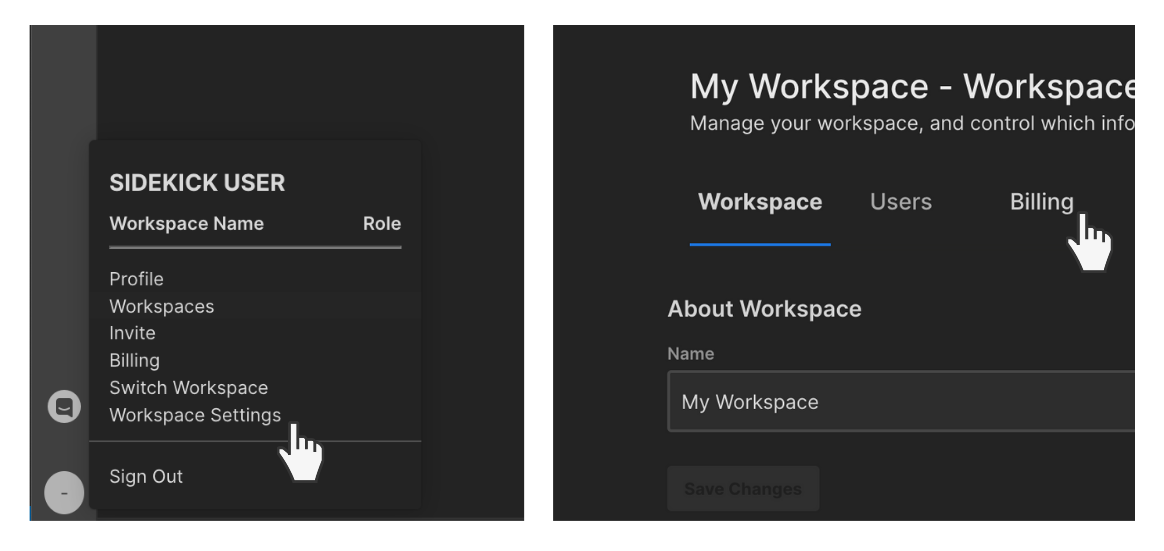 SIDEKICK USER
Workspace Name Role
Profile
Workspaces
Invite
Billing
Switch Workspace
Workspace Settings
Sign Out
-
My Workspace - Workspace
Manage your workspace, and control which info
Workspace Users Billing
About Workspace
Name
My Workspace
Save Changes